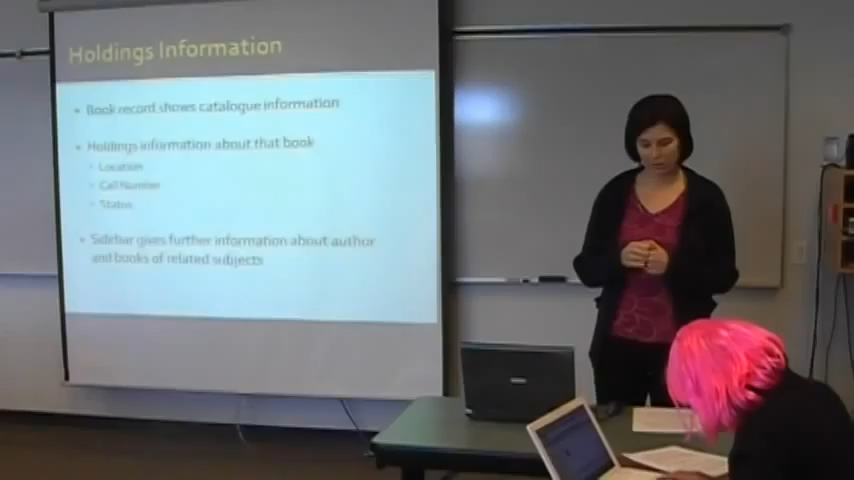 Holdings Information
Book record shows catalogue information
Holdings information about that book
Location
Call Number
Status
Sidebar gives further information about author
and books of related subjects